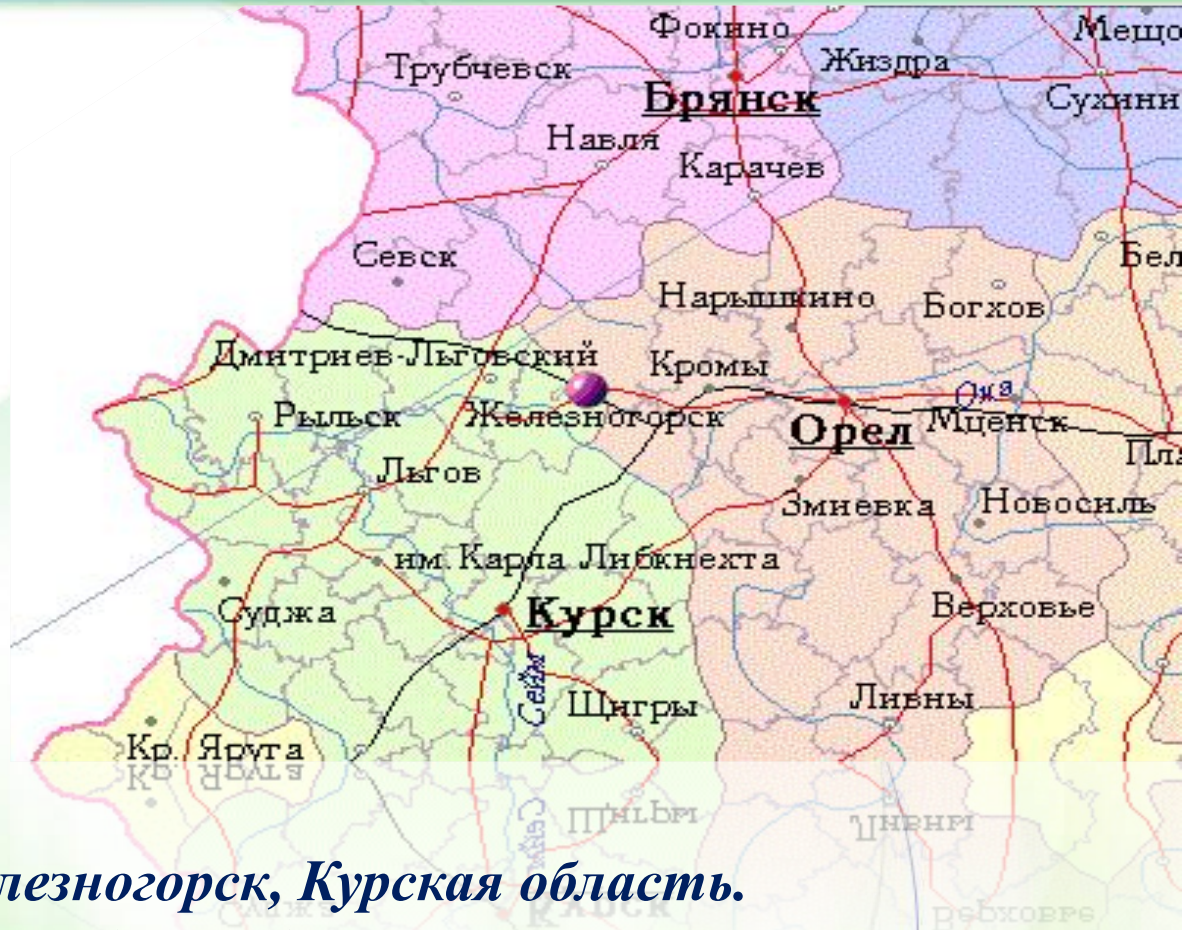 Фокино
Мещо
Жиздра
Трубчевск
Брянск
Сухини
Навля
Карачев
Севск
Бел
Нарышкино
Богхов
Дмитриев-Льговский
Кромы
Ока
Рыльск
Железногорск
Орел
Мценск
Пла
Льгов
Змиевка
Новосиль
им Карла Либкнехта
Суджа
Курск
Верховье
Сейм
Щигры
Ливны
Кр. Яруга
лезногорск, Курская область.